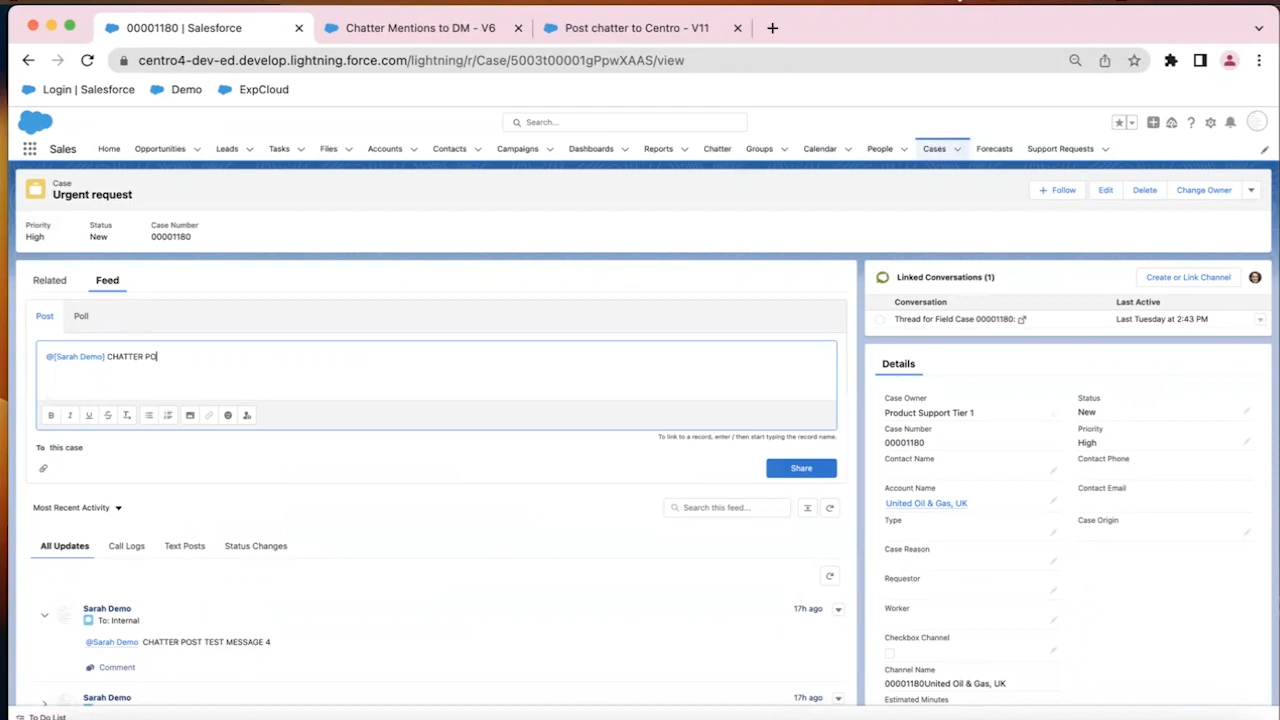 00001180 | Salesforce
Chatter Mentions to DM - V6
Post chatter to Centro - V11
centro4-dev-ed.develop.lightning.force.com/lightning/r/Case/5003t00001gPpwXAAS/view
Login | Salesforce
Demo
ExpCloud
Search...
Sales
Home
Opportunities
Leads
Tasks
Files
Accounts
Contacts
Campaigns
Dashboards
Reports
Chatter
Groups
Calendar
People
Cases
Forecasts
Support Requests
Case
Urgent request
+ Follow
Edit
Delete
Change Owner
Priority
Status
Case Number
High
New
00001180
Related
Feed
Post
Poll
@[Sarah Demo] CHATTER PO
To link to a record, enter / then start typing the record name.
To this case
Share
Most Recent Activity
Search this feed...
All Updates
Call Logs
Text Posts
Status Changes
Sarah Demo
17h ago
To: Internal
@Sarah Demo CHATTER POST TEST MESSAGE 4
Comment
Sarah Demo
17h ago
Linked Conversations (1)
Create or Link Channel
Conversation
Last Active
Thread for Field Case 00001180:
Last Tuesday at 2:43 PM
Details
Case Owner
Product Support Tier 1
Status
New
Case Number
00001180
Priority
High
Contact Name
Contact Phone
Account Name
United Oil & Gas, UK
Contact Email
Type
Case Origin
Case Reason
Requestor
Worker
Checkbox Channel
Channel Name
00001180United Oil & Gas, UK
Estimated Minutes
To Do List